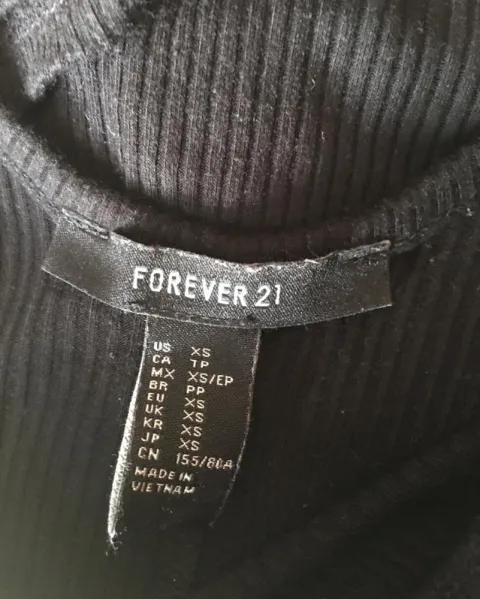 FOREVER 21
US XS
CA TP
MX XS/EP
BR PP
EU XS
UK XS
KR XS
JP XS
CN 155/80A
MADE IN
VIETNAM